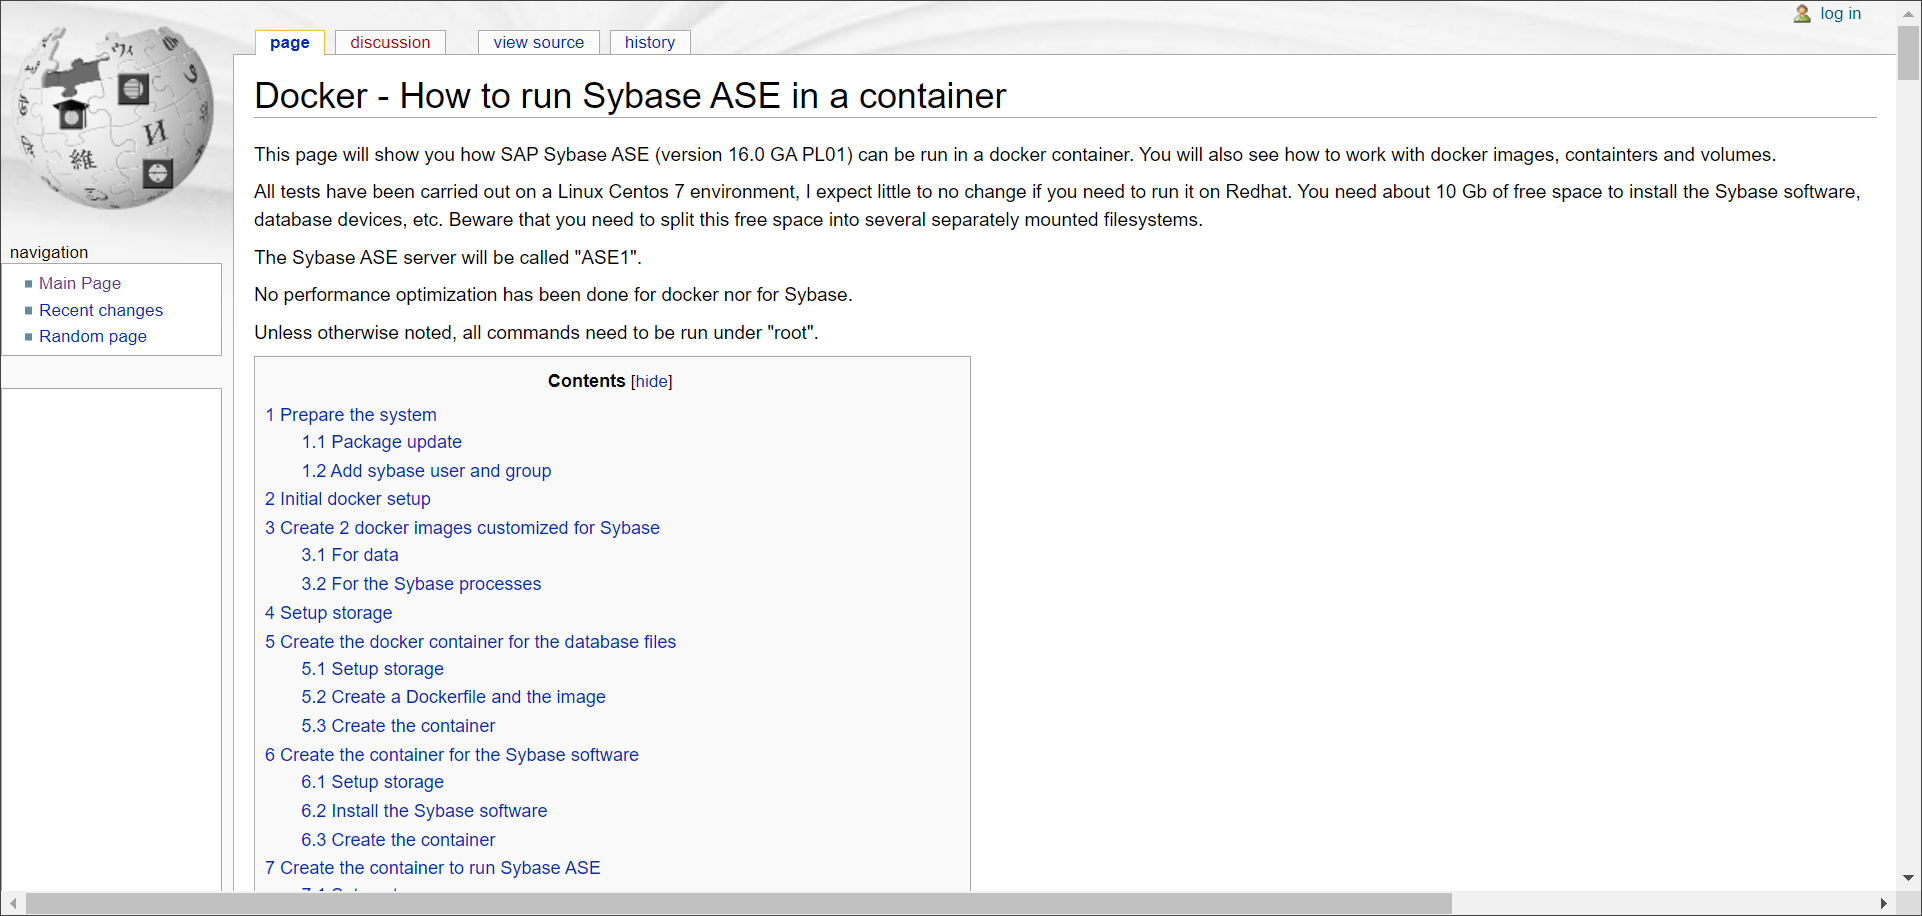 log in
page
discussion
view source
history
Docker - How to run Sybase ASE in a container
This page will show you how SAP Sybase ASE (version 16.0 GA PL01) can be run in a docker container. You will also see how to work with docker images, containters and volumes.
All tests have been carried out on a Linux Centos 7 environment, I expect little to no change if you need to run it on Redhat. You need about 10 Gb of free space to install the Sybase software,
database devices, etc. Beware that you need to split this free space into several separately mounted filesystems.
The Sybase ASE server will be called "ASE1".
No performance optimization has been done for docker nor for Sybase.
Unless otherwise noted, all commands need to be run under "root".
navigation
Main Page
Recent changes
Random page
Contents [hide]
1 Prepare the system
1.1 Package update
1.2 Add sybase user and group
2 Initial docker setup
3 Create 2 docker images customized for Sybase
3.1 For data
3.2 For the Sybase processes
4 Setup storage
5 Create the docker container for the database files
5.1 Setup storage
5.2 Create a Dockerfile and the image
5.3 Create the container
6 Create the container for the Sybase software
6.1 Setup storage
6.2 Install the Sybase software
6.3 Create the container
7 Create the container to run Sybase ASE